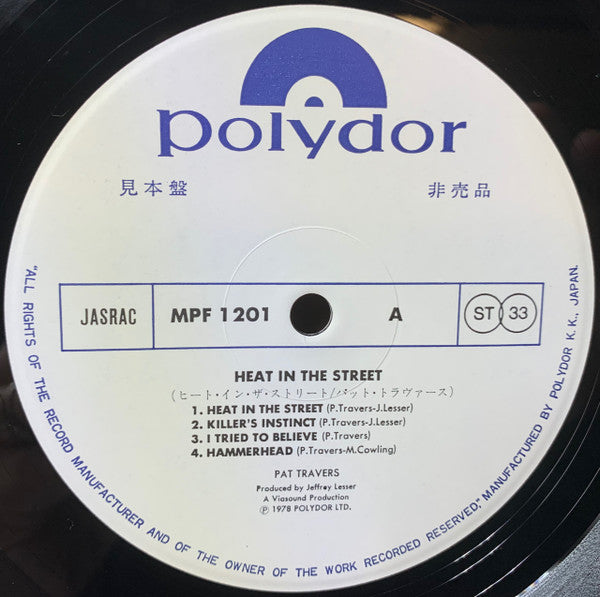 polydor
見本盤 非売品
JASRAC MPF 1201 A ST 33
HEAT IN THE STREET
(ヒート・イン・ザ・ストリート/パット・トラヴァース)
1. HEAT IN THE STREET (P.Travers-J.Lesser)
2. KILLER'S INSTINCT (P.Travers-J.Lesser)
3. I TRIED TO BELIEVE (P.Travers)
4. HAMMERHEAD (P.Travers-M.Cowling)
PAT TRAVERS
Produced by Jeffrey Lesser
A Viasound Production
Ⓟ 1978 POLYDOR LTD.
"ALL RIGHTS OF THE RECORD MANUFACTURER AND OF THE OWNER OF THE WORK RECORDED RESERVED," MANUFACTURED BY POLYDOR K. K., JAPAN.